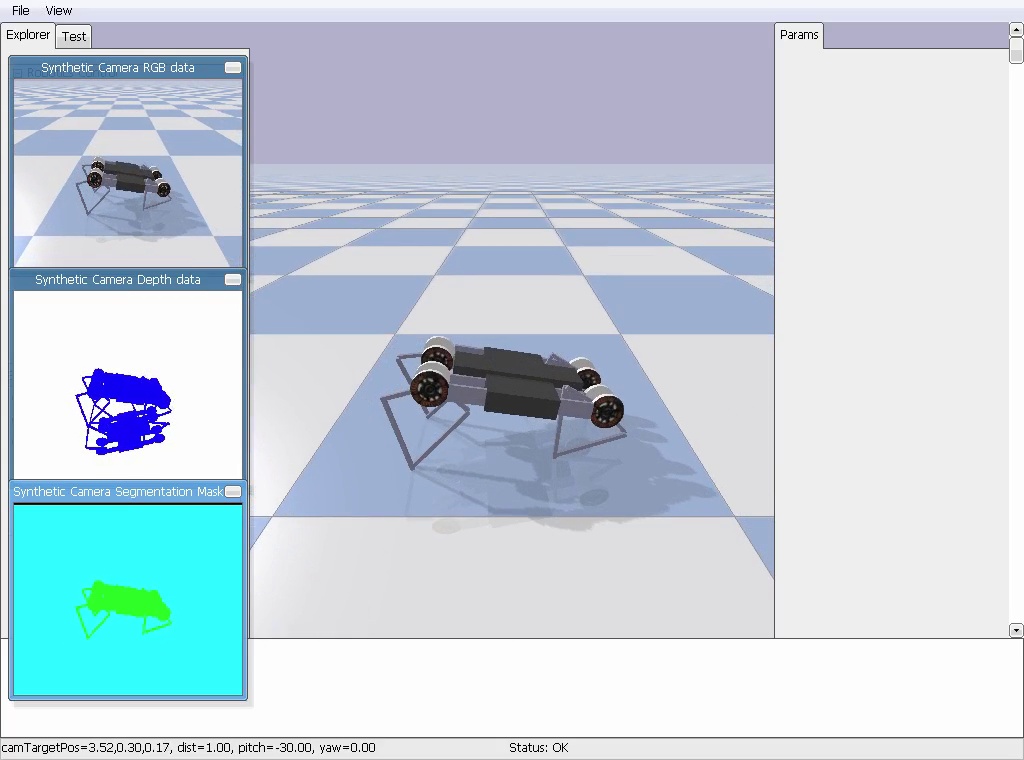 File View
Explorer Test
Params
Synthetic Camera RGB data
Synthetic Camera Depth data
Synthetic Camera Segmentation Mask
camTargetPos=3.52,0.30,0.17, dist=1.00, pitch=-30.00, yaw=0.00 Status: OK